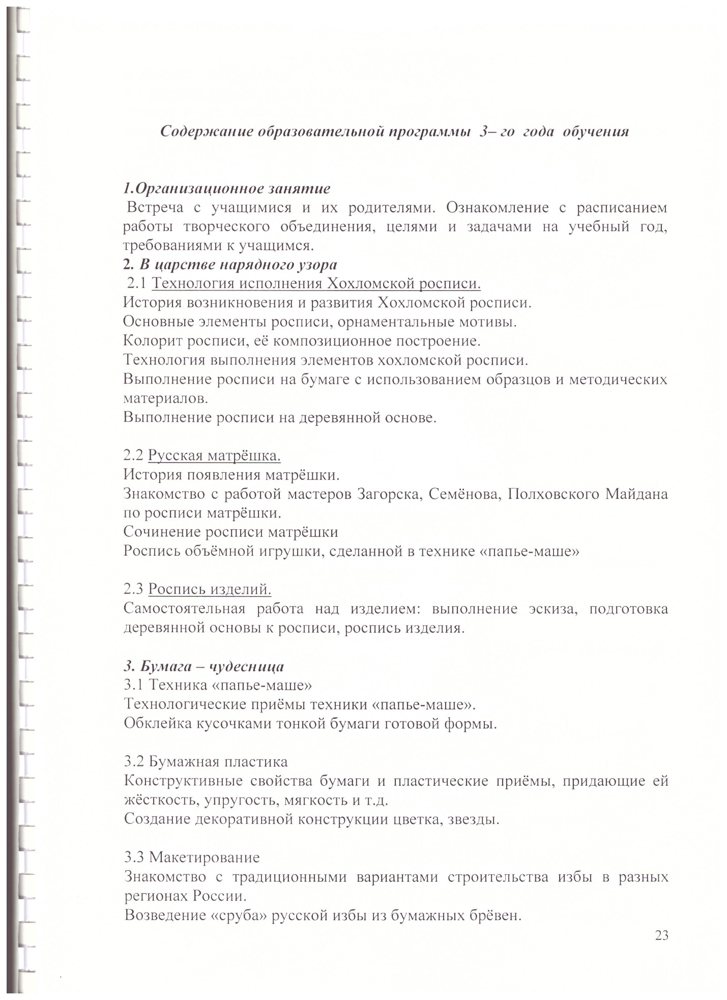 Содержание образовательной программы 3– го года обучения
1.Организационное занятие
Встреча с учащимися и их родителями. Ознакомление с расписанием
работы творческого объединения, целями и задачами на учебный год,
требованиями к учащимся.
2. В царстве нарядного узора
2.1 Технология исполнения Хохломской росписи.
История возникновения и развития Хохломской росписи.
Основные элементы росписи, орнаментальные мотивы.
Колорит росписи, её композиционное построение.
Технология выполнения элементов хохломской росписи.
Выполнение росписи на бумаге с использованием образцов и методических
материалов.
Выполнение росписи на деревянной основе.
2.2 Русская матрёшка.
История появления матрёшки.
Знакомство с работой мастеров Загорска, Семёнова, Полховского Майдана
по росписи матрёшки.
Сочинение росписи матрёшки
Роспись объёмной игрушки, сделанной в технике «папье-маше»
2.3 Роспись изделий.
Самостоятельная работа над изделием: выполнение эскиза, подготовка
деревянной основы к росписи, роспись изделия.
3. Бумага – чудесница
3.1 Техника «папье-маше»
Технологические приёмы техники «папье-маше».
Обклейка кусочками тонкой бумаги готовой формы.
3.2 Бумажная пластика
Конструктивные свойства бумаги и пластические приёмы, придающие ей
жёсткость, упругость, мягкость и т.д.
Создание декоративной конструкции цветка, звезды.
3.3 Макетирование
Знакомство с традиционными вариантами строительства избы в разных
регионах России.
Возведение «сруба» русской избы из бумажных брёвен.
23